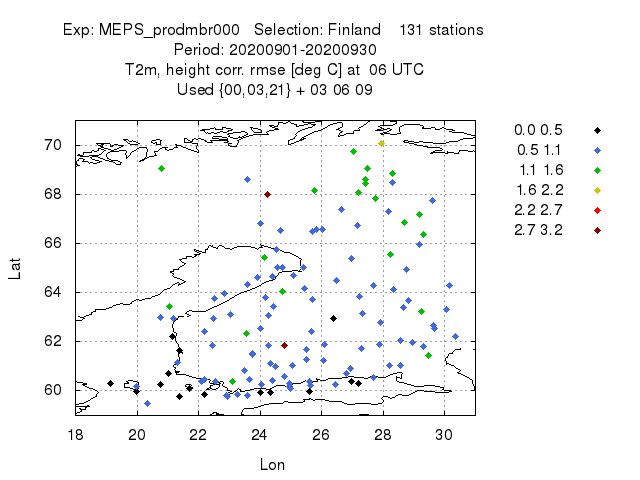 Exp: MEPS_prodmbr000 Selection: Finland 131 stations
Period: 20200901-20200930
T2m, height corr. rmse [deg C] at 06 UTC
Used {00,03,21} + 03 06 09
0.0 0.5
0.5 1.1
1.1 1.6
1.6 2.2
2.2 2.7
2.7 3.2
70
68
66
64
62
60
Lat
18 20 22 24 26 28 30
Lon